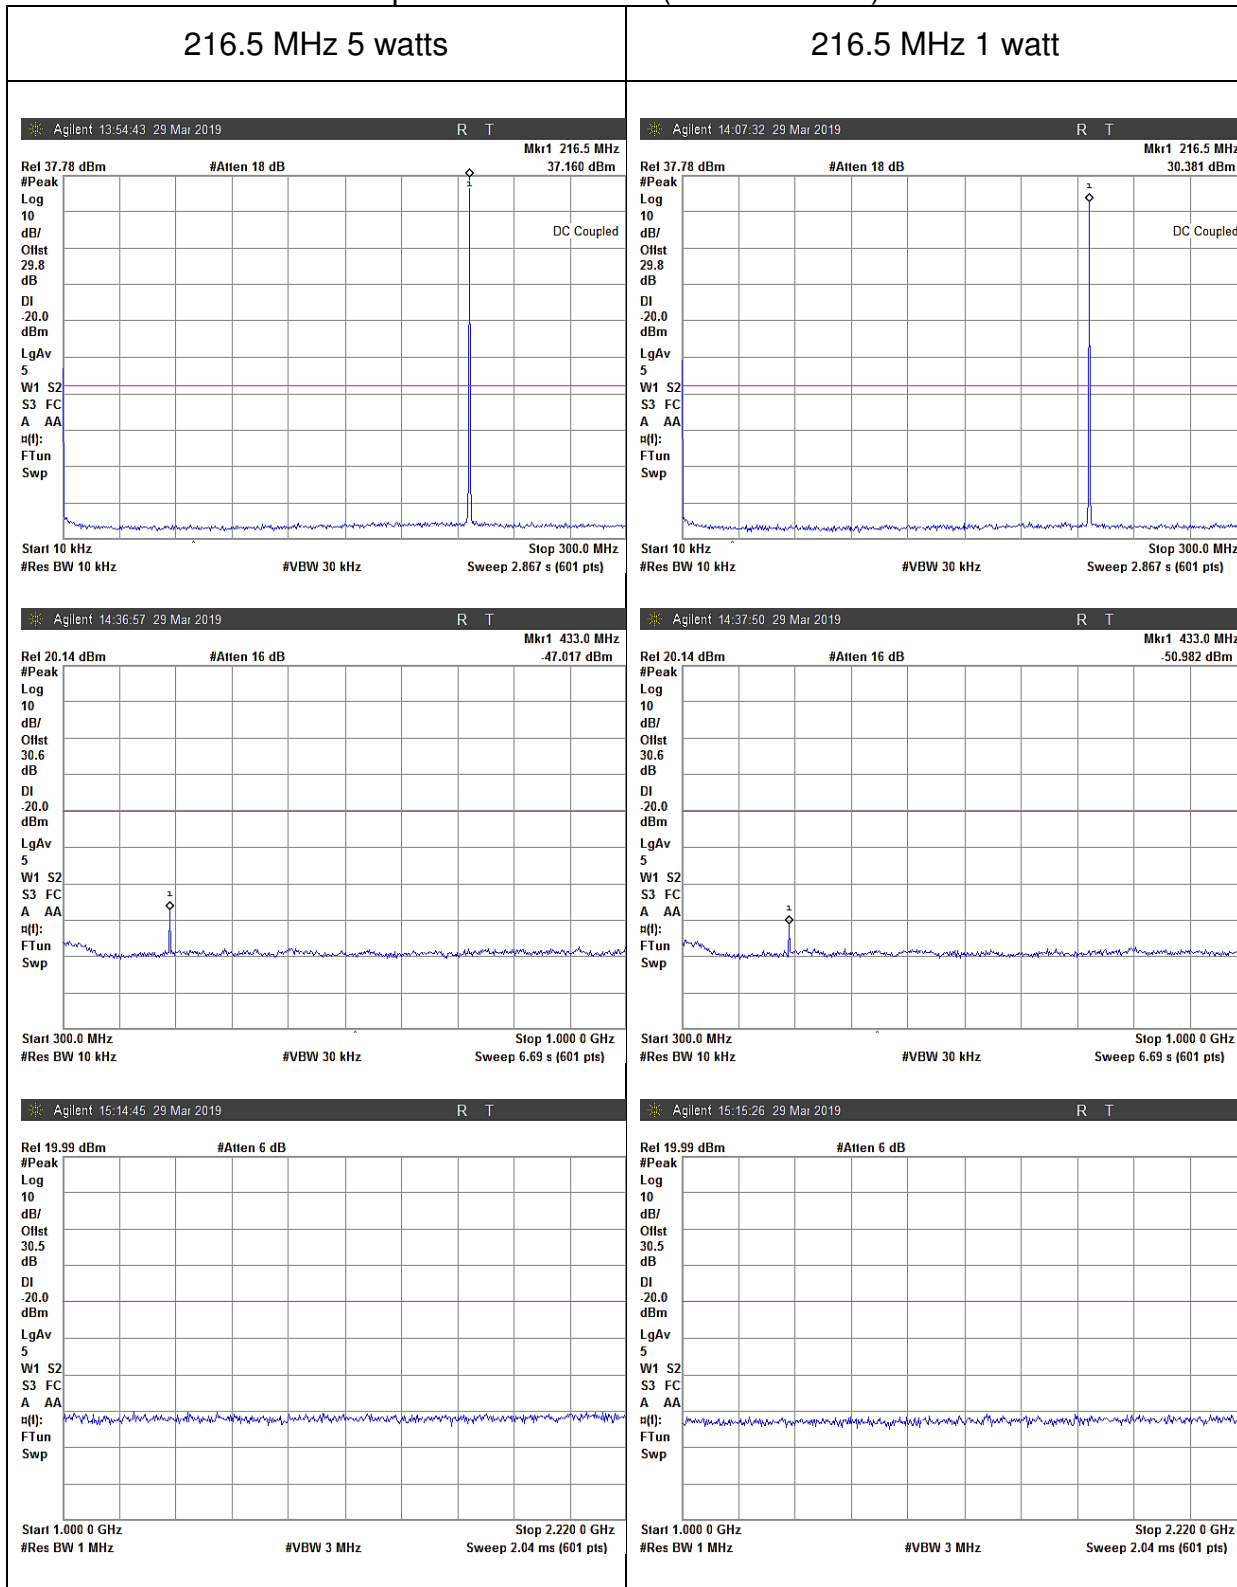 216.5 MHz 5 watts
216.5 MHz 1 watt
Agilent 13:54:43 29 Mar 2019 R T
Mkr1 216.5 MHz
Ref 37.78 dBm #Atten 18 dB 37.160 dBm
#Peak
Log
10
dB/
Offst
29.8
dB
DI
-20.0
dBm
LgAv
5
W1 S2
S3 FC
A AA
¤(f):
FTun
Swp
1
DC Coupled
Start 10 kHz Stop 300.0 MHz
#Res BW 10 kHz #VBW 30 kHz Sweep 2.867 s (601 pts)
Agilent 14:07:32 29 Mar 2019 R T
Mkr1 216.5 MHz
Ref 37.78 dBm #Atten 18 dB 30.381 dBm
#Peak
Log
10
dB/
Offst
29.8
dB
DI
-20.0
dBm
LgAv
5
W1 S2
S3 FC
A AA
¤(f):
FTun
Swp
1
DC Coupled
Start 10 kHz Stop 300.0 MHz
#Res BW 10 kHz #VBW 30 kHz Sweep 2.867 s (601 pts)
Agilent 14:36:57 29 Mar 2019 R T
Mkr1 433.0 MHz
Ref 20.14 dBm #Atten 16 dB -47.017 dBm
#Peak
Log
10
dB/
Offst
30.6
dB
DI
-20.0
dBm
LgAv
5
W1 S2
S3 FC
A AA
¤(f):
FTun
Swp
1
Start 300.0 MHz Stop 1.000 0 GHz
#Res BW 10 kHz #VBW 30 kHz Sweep 6.69 s (601 pts)
Agilent 14:37:50 29 Mar 2019 R T
Mkr1 433.0 MHz
Ref 20.14 dBm #Atten 16 dB -50.982 dBm
#Peak
Log
10
dB/
Offst
30.6
dB
DI
-20.0
dBm
LgAv
5
W1 S2
S3 FC
A AA
¤(f):
FTun
Swp
1
Start 300.0 MHz Stop 1.000 0 GHz
#Res BW 10 kHz #VBW 30 kHz Sweep 6.69 s (601 pts)
Agilent 15:14:45 29 Mar 2019 R T
Ref 19.99 dBm #Atten 6 dB
#Peak
Log
10
dB/
Offst
30.5
dB
DI
-20.0
dBm
LgAv
5
W1 S2
S3 FC
A AA
¤(f):
FTun
Swp
Start 1.000 0 GHz Stop 2.220 0 GHz
#Res BW 1 MHz #VBW 3 MHz Sweep 2.04 ms (601 pts)
Agilent 15:15:26 29 Mar 2019 R T
Ref 19.99 dBm #Atten 6 dB
#Peak
Log
10
dB/
Offst
30.5
dB
DI
-20.0
dBm
LgAv
5
W1 S2
S3 FC
A AA
¤(f):
FTun
Swp
Start 1.000 0 GHz Stop 2.220 0 GHz
#Res BW 1 MHz #VBW 3 MHz Sweep 2.04 ms (601 pts)